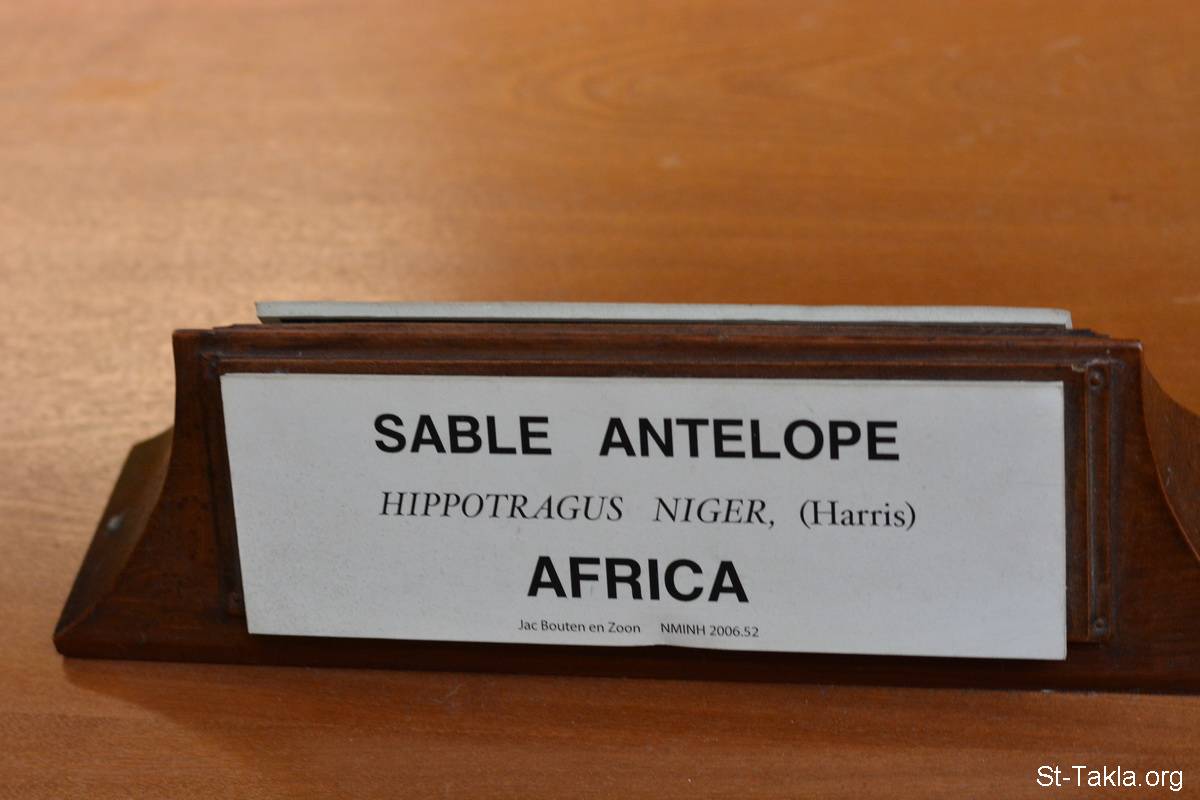 SABLE ANTELOPE
HIPPOTRAGUS NIGER, (Harris)
AFRICA
Jac Bouten en Zoon NMINH 2006.52
St-Takla.org